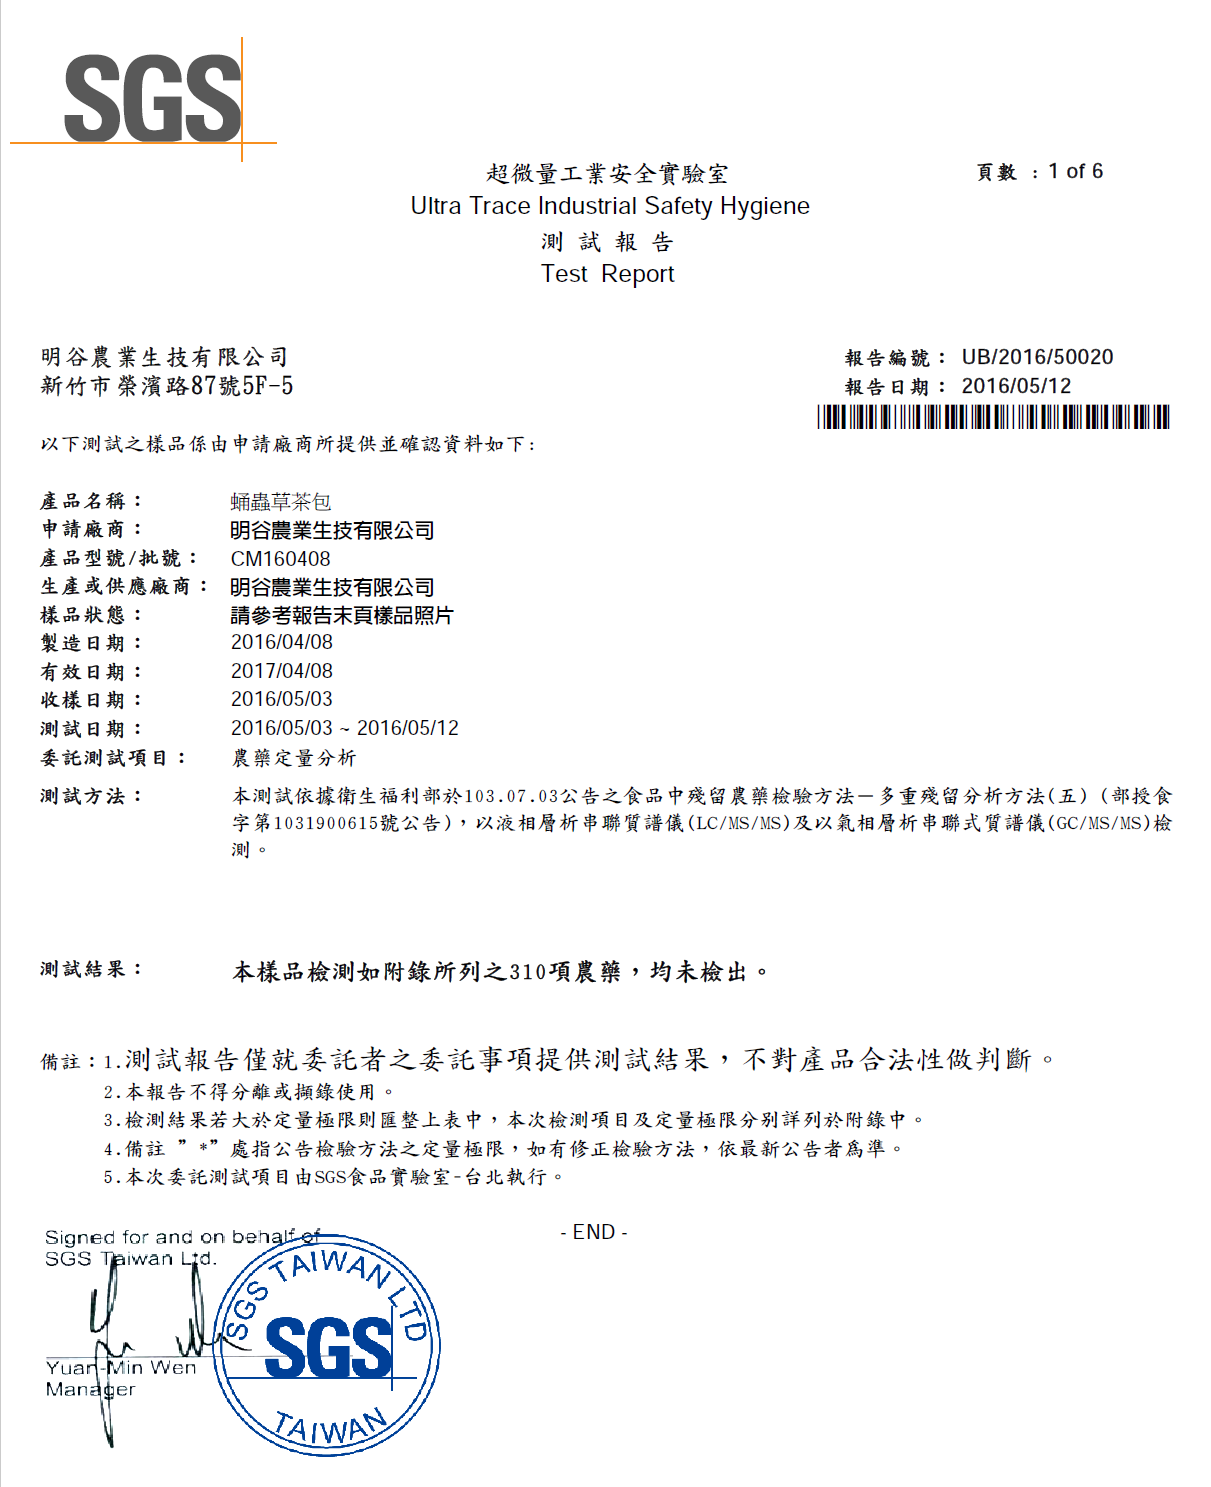 SGS
超微量工業安全實驗室
頁數 : 1 of 6
Ultra Trace Industrial Safety Hygiene
測 試 報 告
Test Report
明谷農業生技有限公司
新竹市榮濱路87號5F-5
報告編號： UB/2016/50020
報告日期： 2016/05/12
以下測試之樣品係由申請廠商所提供並確認資料如下:
產品名稱： 蛹蟲草茶包
申請廠商： 明谷農業生技有限公司
產品型號/批號： CM160408
生產或供應廠商： 明谷農業生技有限公司
樣品狀態： 請參考報告末頁樣品照片
製造日期： 2016/04/08
有效日期： 2017/04/08
收樣日期： 2016/05/03
測試日期： 2016/05/03 ~ 2016/05/12
委託測試項目： 農藥定量分析
測試方法： 本測試依據衛生福利部於103.07.03公告之食品中殘留農藥檢驗方法－多重殘留分析方法(五) (部授食
字第1031900615號公告)，以液相層析串聯質譜儀(LC/MS/MS)及以氣相層析串聯式質譜儀(GC/MS/MS)檢
測。
測試結果： 本樣品檢測如附錄所列之310項農藥，均未檢出。
備註：1.測試報告僅就委託者之委託事項提供測試結果，不對產品合法性做判斷。
2.本報告不得分離或擷錄使用。
3.檢測結果若大於定量極限則匯整上表中，本次檢測項目及定量極限分別詳列於附錄中。
4.備註 ”*”處指公告檢驗方法之定量極限，如有修正檢驗方法，依最新公告者為準。
5.本次委託測試項目由SGS食品實驗室-台北執行。
- END -
Signed for and on behalf of
SGS Taiwan Ltd.
Yuan-Min Wen
Manager
SGS TAIWAN LTD
SGS
TAIWAN